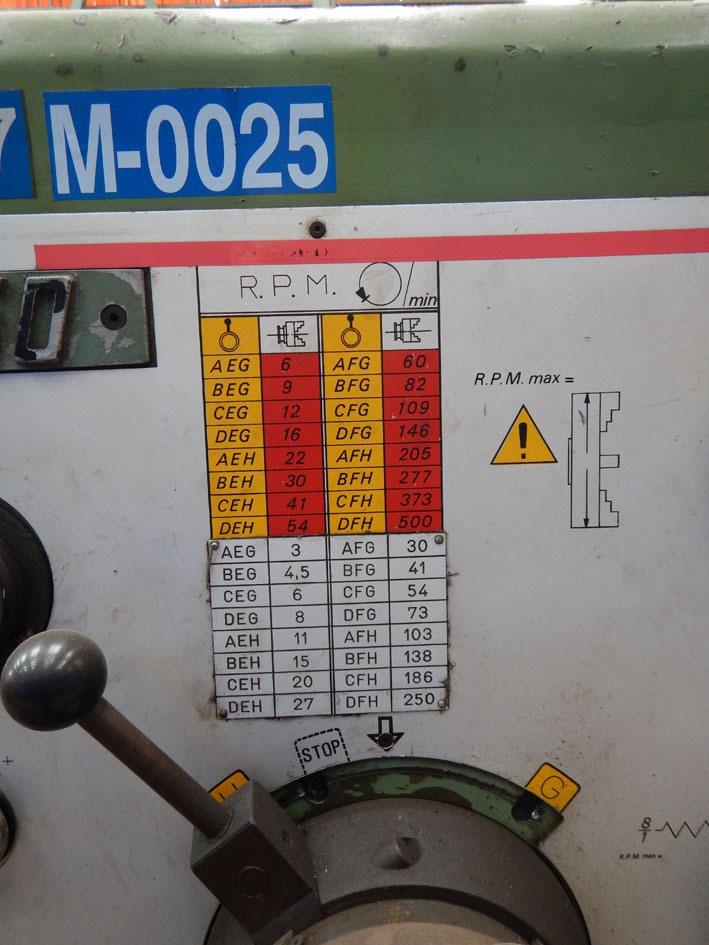 7 M-0025
D
R.P.M. /min
AEG 6 AFG 60
BEG 9 BFG 82
CEG 12 CFG 109
DEG 16 DFG 146
AEH 22 AFH 205
BEH 30 BFH 277
CEH 41 CFH 373
DEH 54 DFH 500
AEG 3 AFG 30
BEG 4,5 BFG 41
CEG 6 CFG 54
DEG 8 DFG 73
AEH 11 AFH 103
BEH 15 BFH 138
CEH 20 CFH 186
DEH 27 DFH 250
R.P.M. max =
!
STOP
G
8/1
R.P.M. max =